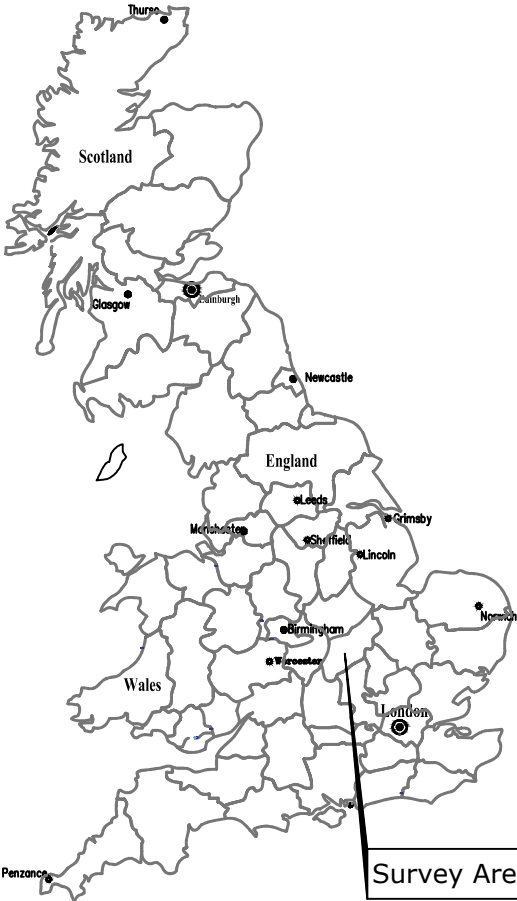 Thurso
Scotland
Glasgow
Edinburgh
Newcastle
England
Leeds
Grimsby
Manchester
Sheffield
Lincoln
Norwich
Birmingham
Worcester
Wales
London
Penzance
Survey Are